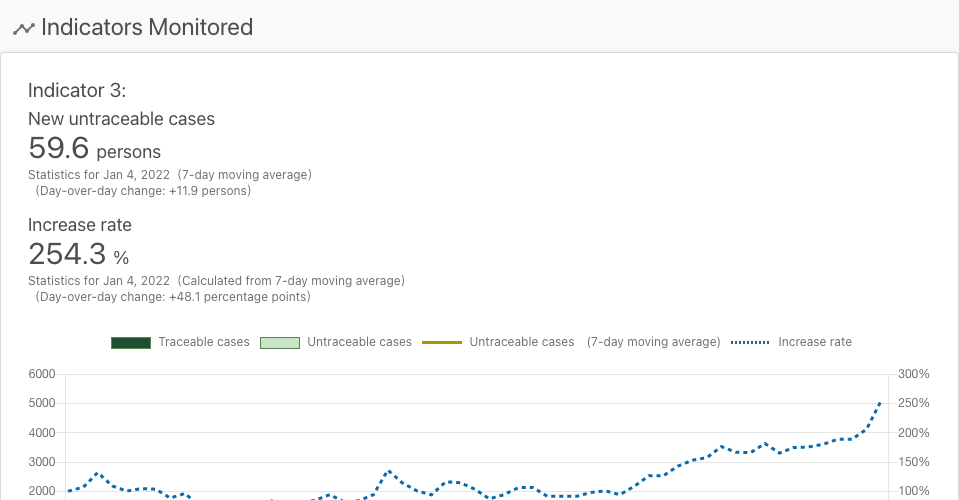 Indicators Monitored
Indicator 3:
New untraceable cases
59.6 persons
Statistics for Jan 4, 2022 (7-day moving average)
(Day-over-day change: +11.9 persons)
Increase rate
254.3 %
Statistics for Jan 4, 2022 (Calculated from 7-day moving average)
(Day-over-day change: +48.1 percentage points)
Traceable cases Untraceable cases Untraceable cases (7-day moving average) Increase rate
6000 300%
5000 250%
4000 200%
3000 150%
2000 100%